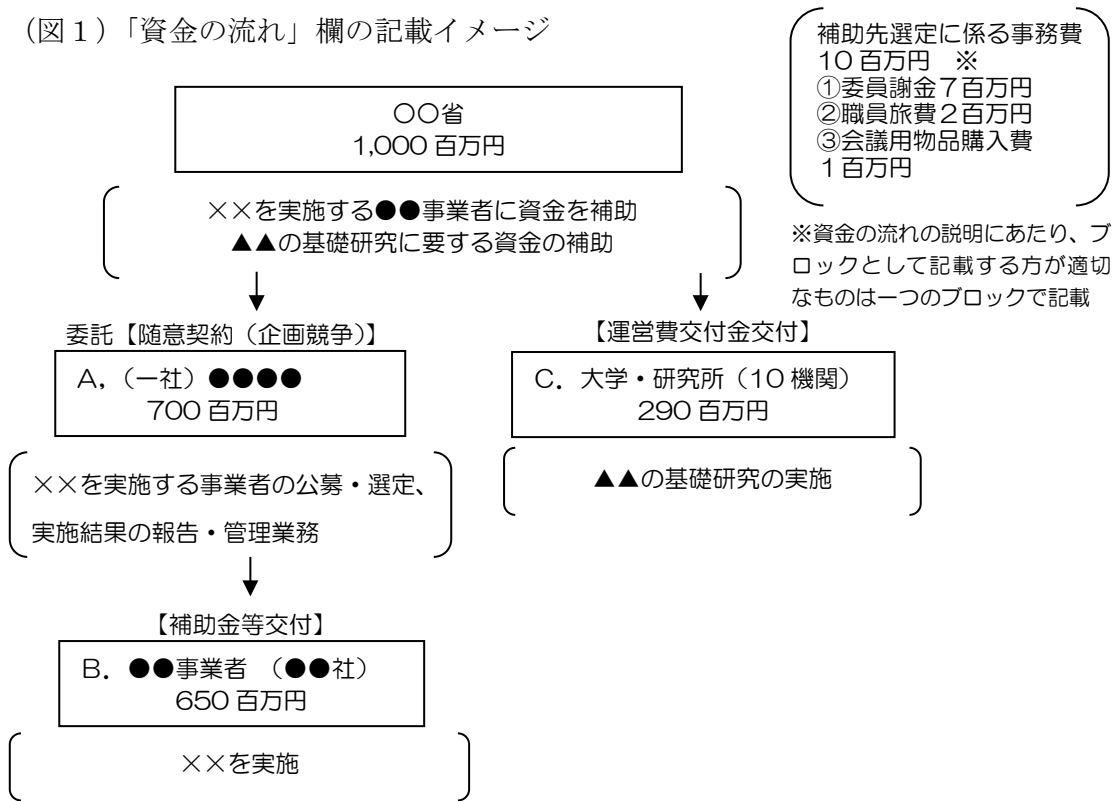 (図1)「資金の流れ」欄の記載イメージ
補助先選定に係る事務費
10百万円 ※
①委員謝金7百万円
②職員旅費2百万円
③会議用物品購入費
1百万円
※資金の流れの説明にあたり、ブ
ロックとして記載する方が適切
なものは一つのブロックで記載
〇〇省
1,000百万円
××を実施する●●事業者に資金を補助
▲▲の基礎研究に要する資金の補助
委託【随意契約(企画競争)】
A,(一社)●●●●
700百万円
××を実施する事業者の公募・選定、
実施結果の報告・管理業務
【補助金等交付】
B.●●事業者 (●●社)
650百万円
××を実施
【運営費交付金交付】
C.大学・研究所(10機関)
290百万円
▲▲の基礎研究の実施